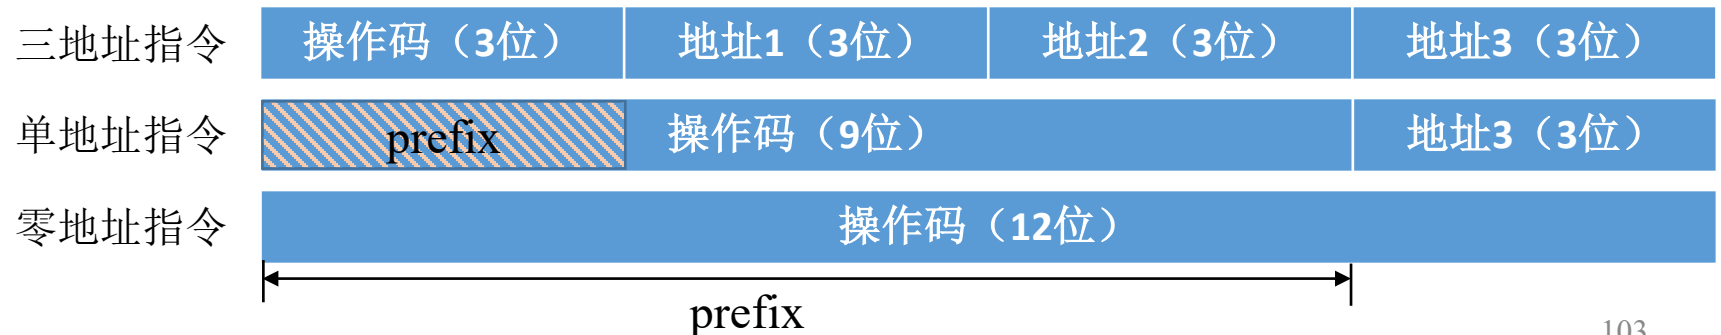 三地址指令 操作码（3位） 地址1（3位） 地址2（3位） 地址3（3位）
单地址指令 prefix 操作码（9位） 地址3（3位）
零地址指令 操作码（12位）
prefix
103